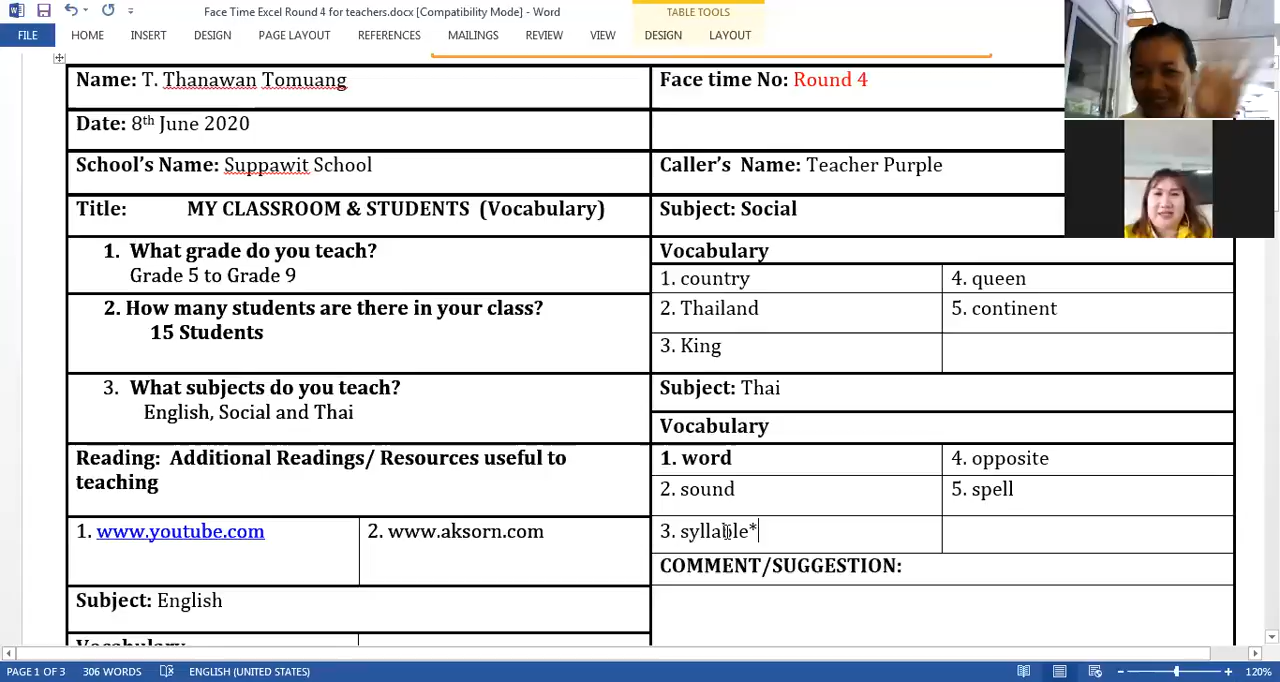 Face Time Excel Round 4 for teachers.docx [Compatibility Mode] - Word
TABLE TOOLS
FILE HOME INSERT DESIGN PAGE LAYOUT REFERENCES MAILINGS REVIEW VIEW DESIGN LAYOUT
Name: T. Thanawan Tomuang
Face time No: Round 4
Date: 8th June 2020
School's Name: Suppawit School
Caller's Name: Teacher Purple
Title: MY CLASSROOM & STUDENTS (Vocabulary)
Subject: Social
1. What grade do you teach?
Grade 5 to Grade 9
Vocabulary
1. country
4. queen
2. How many students are there in your class?
15 Students
2. Thailand
5. continent
3. King
3. What subjects do you teach?
English, Social and Thai
Subject: Thai
Vocabulary
Reading: Additional Readings/ Resources useful to
teaching
1. word
4. opposite
2. sound
5. spell
1. www.youtube.com
2. www.aksorn.com
3. syllable*
COMMENT/SUGGESTION:
Subject: English
Vocabulary
PAGE 1 OF 3 306 WORDS ENGLISH (UNITED STATES) 120%